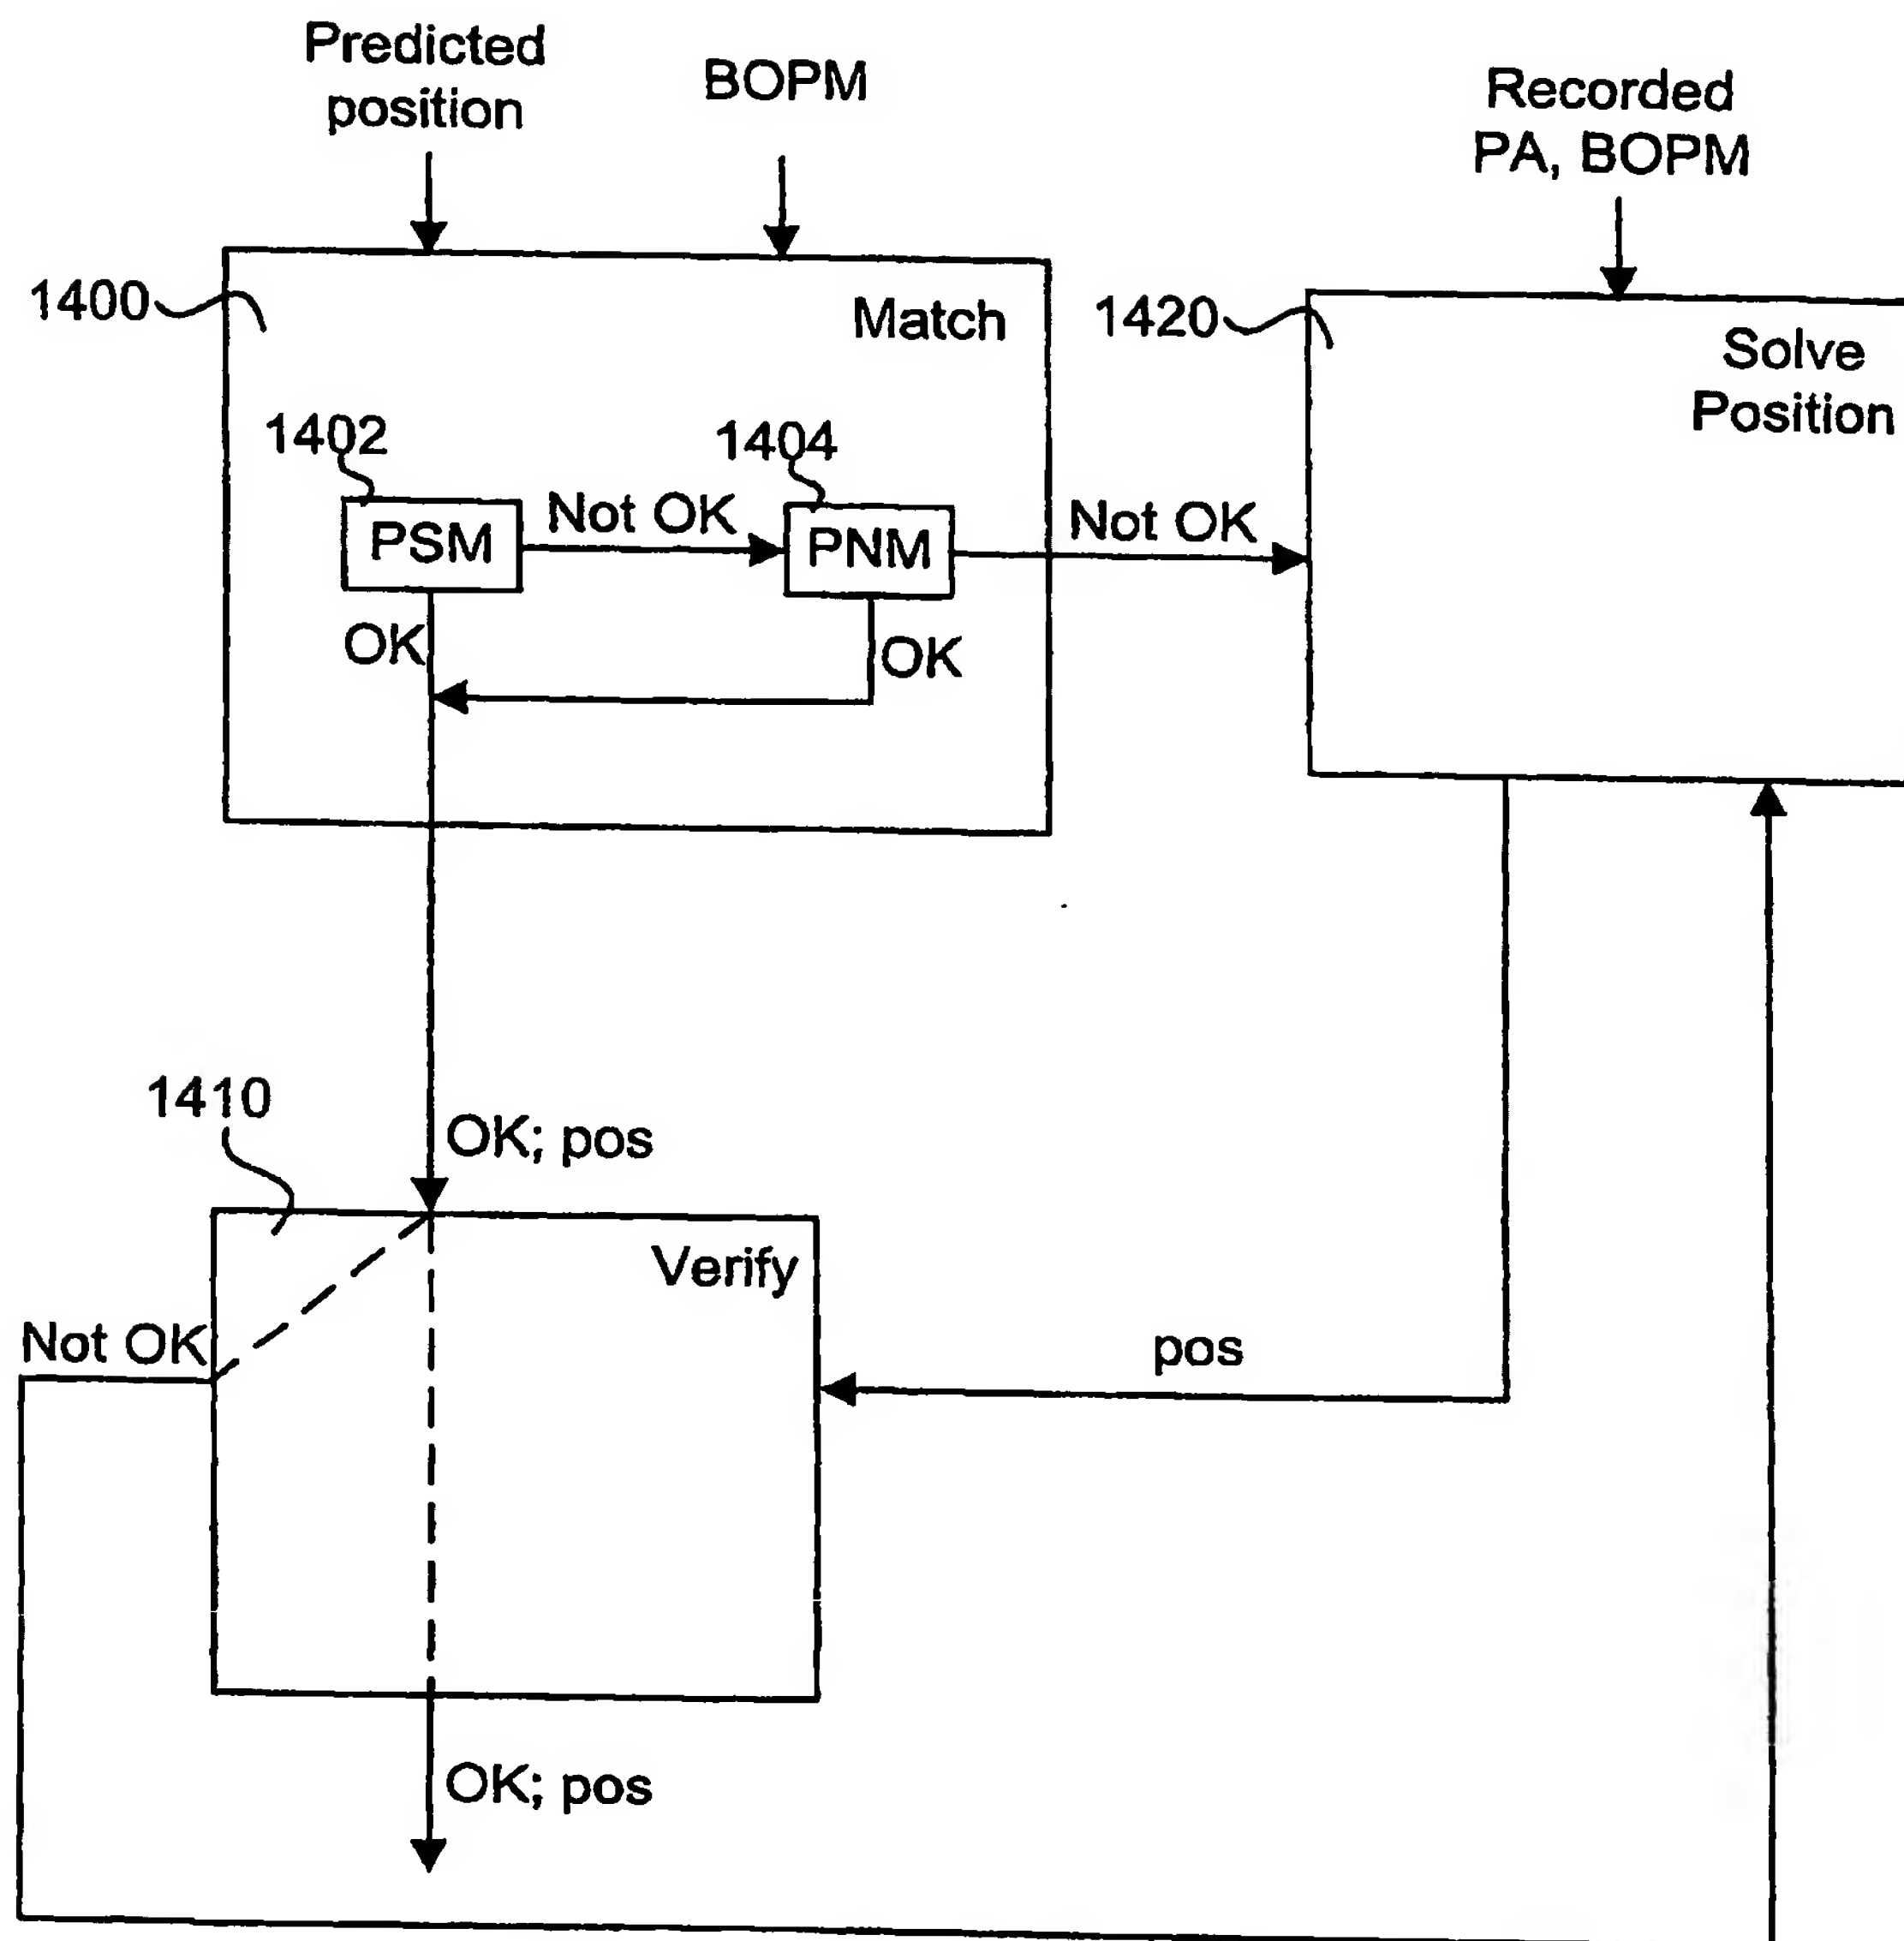 Predicted
position
BOPM
Recorded
PA, BOPM
1400
Match
1420
Solve
Position
1402
1404
PSM
Not OK
PNM
Not OK
OK
OK
1410
OK; pos
Verify
Not OK
pos
OK; pos